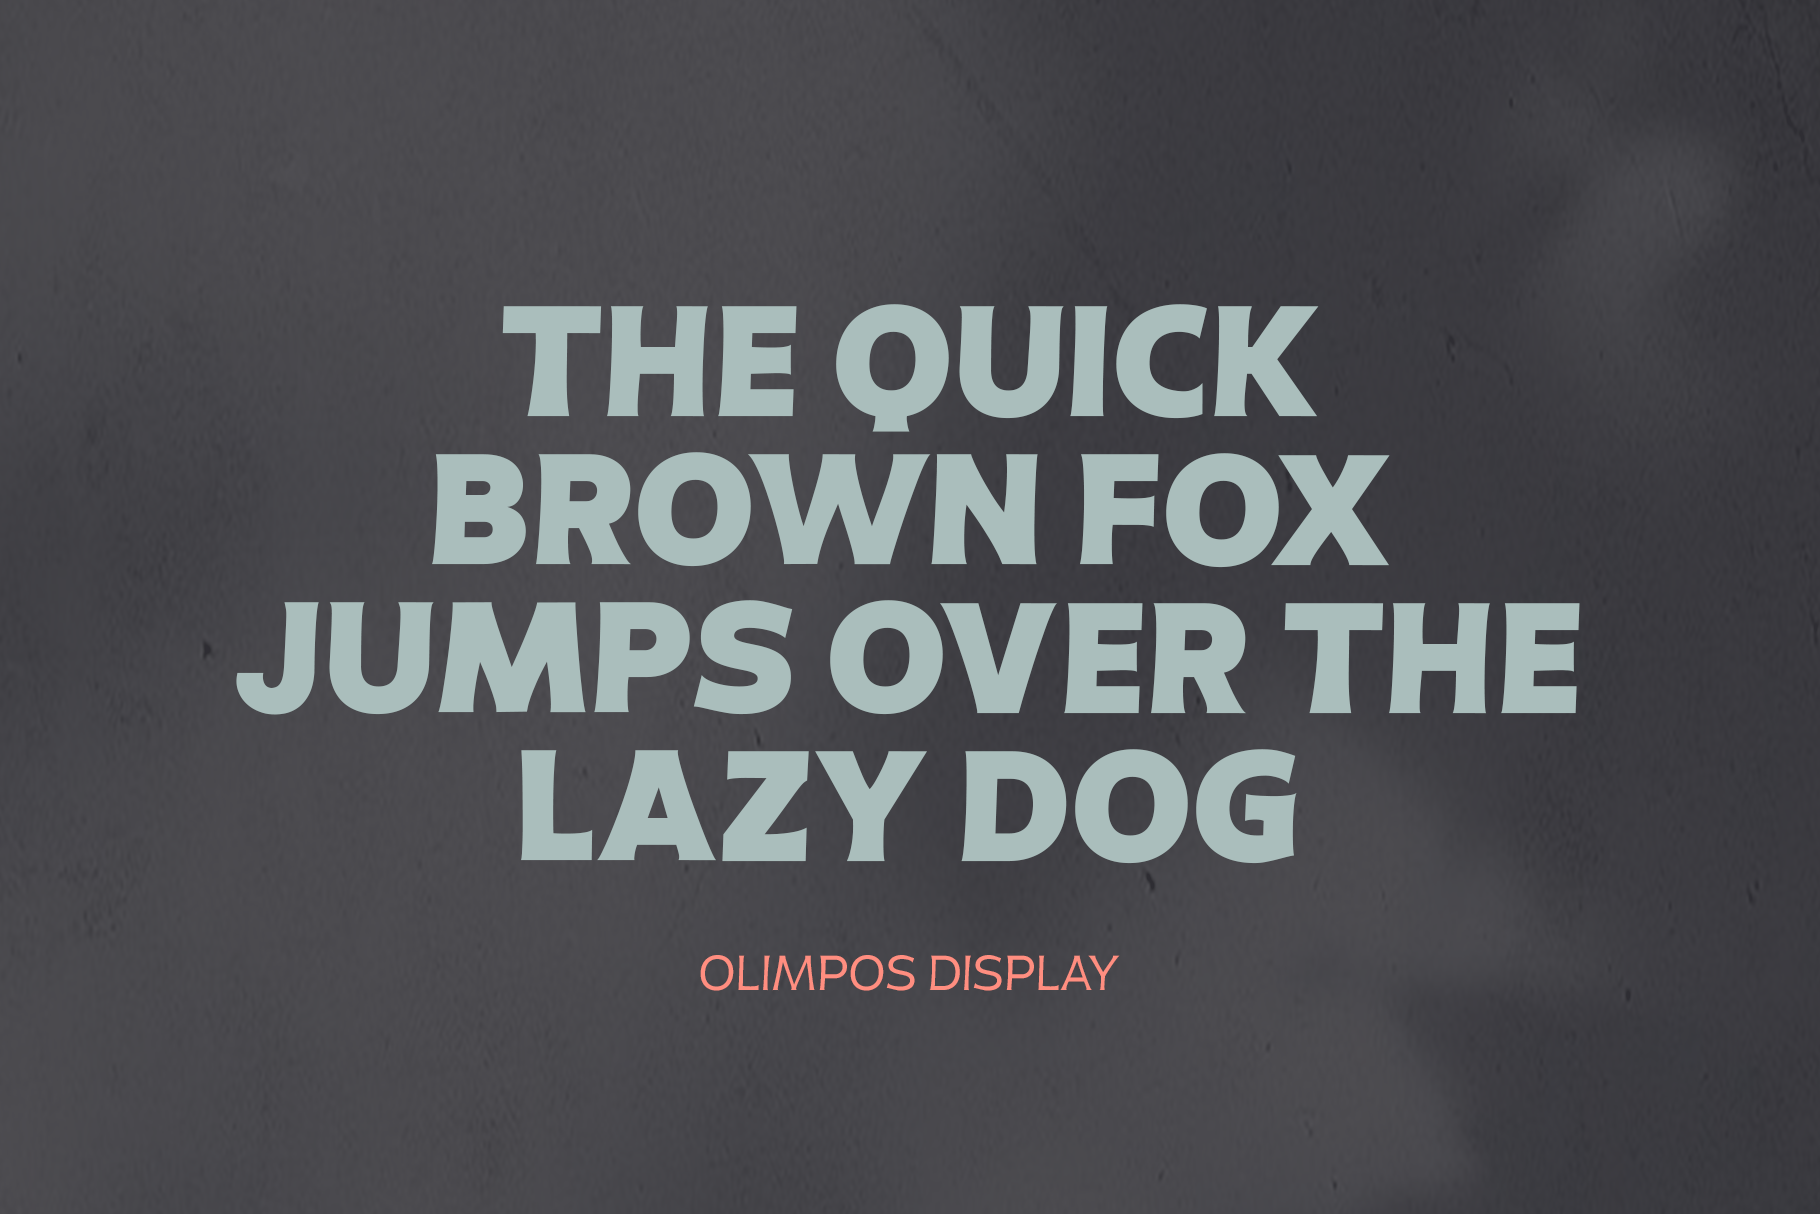 THE QUICK
BROWN FOX
JUMPS OVER THE
LAZY DOG
OLIMPOS DISPLAY